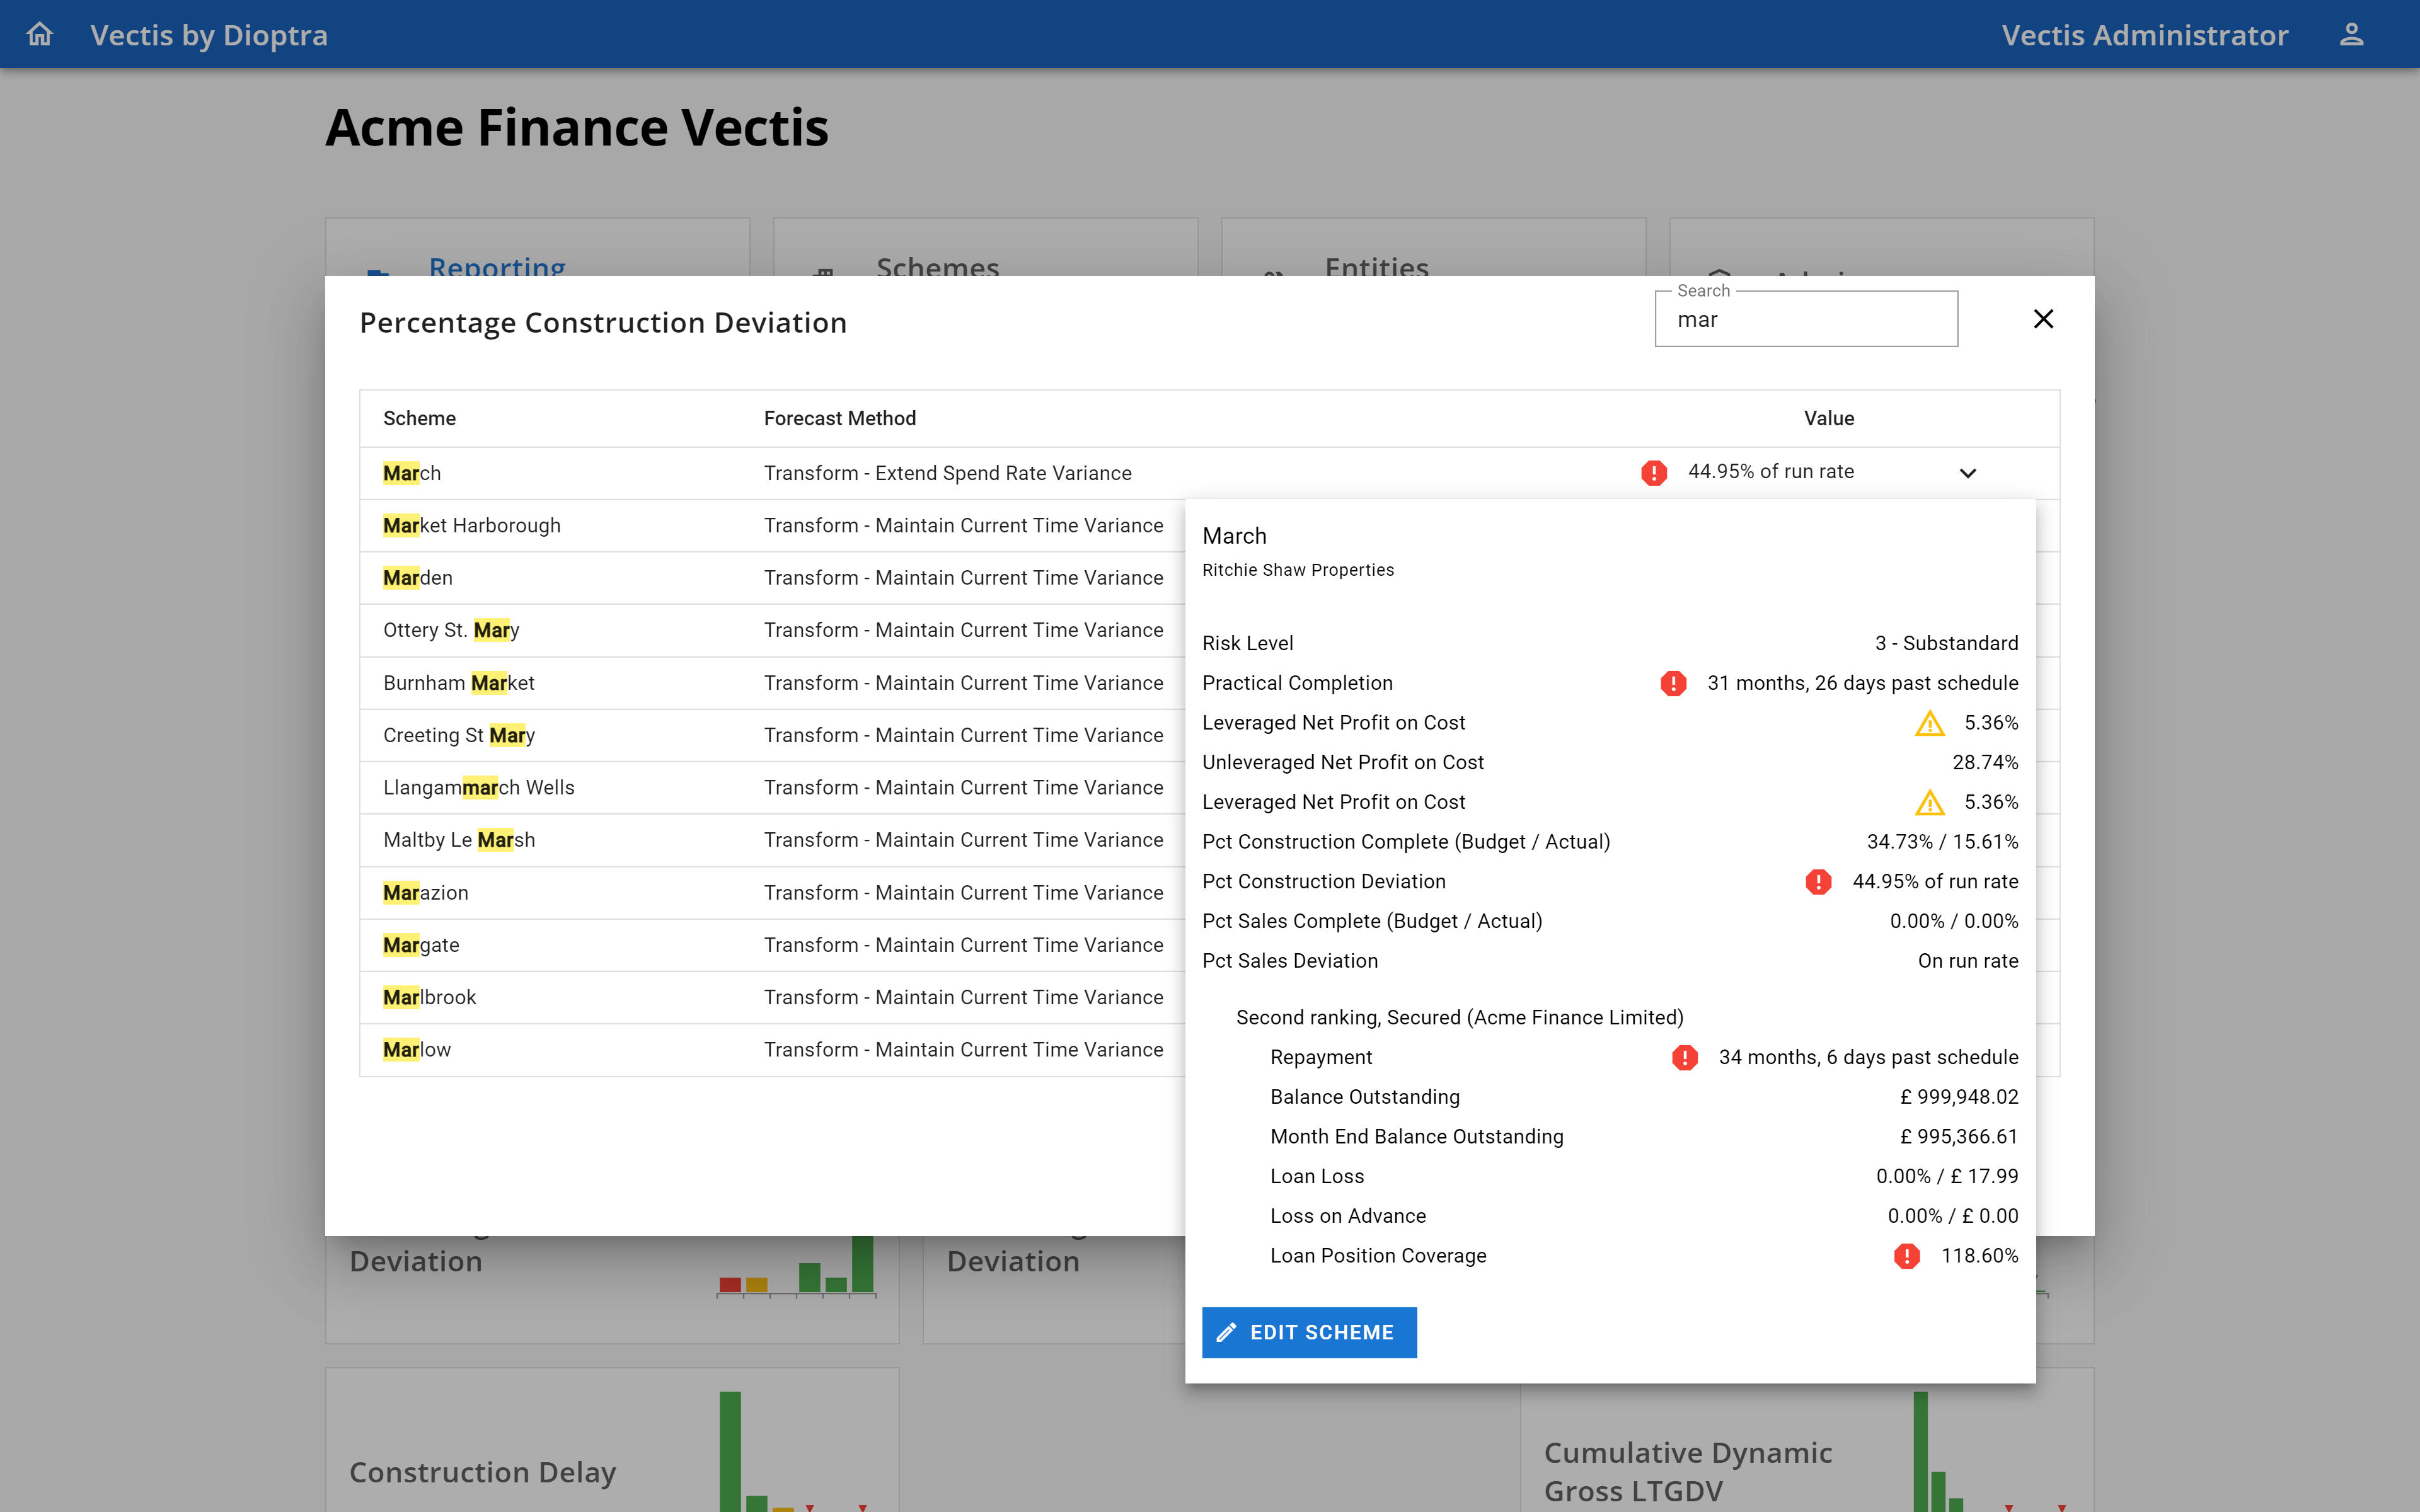 Vectis by Dioptra
Vectis Administrator
Acme Finance Vectis
Reporting
Schemes
Entities
Percentage Construction Deviation
Search
mar
Scheme Forecast Method Value
March Transform - Extend Spend Rate Variance 44.95% of run rate
Market Harborough Transform - Maintain Current Time Variance
Marden Transform - Maintain Current Time Variance
Ottery St. Mary Transform - Maintain Current Time Variance
Burnham Market Transform - Maintain Current Time Variance
Creeting St Mary Transform - Maintain Current Time Variance
Llangammarch Wells Transform - Maintain Current Time Variance
Maltby Le Marsh Transform - Maintain Current Time Variance
Marazion Transform - Maintain Current Time Variance
Margate Transform - Maintain Current Time Variance
Marlbrook Transform - Maintain Current Time Variance
Marlow Transform - Maintain Current Time Variance
March
Ritchie Shaw Properties
Risk Level 3 - Substandard
Practical Completion 31 months, 26 days past schedule
Leveraged Net Profit on Cost 5.36%
Unleveraged Net Profit on Cost 28.74%
Leveraged Net Profit on Cost 5.36%
Pct Construction Complete (Budget / Actual) 34.73% / 15.61%
Pct Construction Deviation 44.95% of run rate
Pct Sales Complete (Budget / Actual) 0.00% / 0.00%
Pct Sales Deviation On run rate
Second ranking, Secured (Acme Finance Limited)
Repayment 34 months, 6 days past schedule
Balance Outstanding £ 999,948.02
Month End Balance Outstanding £ 995,366.61
Loan Loss 0.00% / £ 17.99
Loss on Advance 0.00% / £ 0.00
Loan Position Coverage 118.60%
EDIT SCHEME
Deviation
Deviation
Construction Delay
Cumulative Dynamic
Gross LTGDV